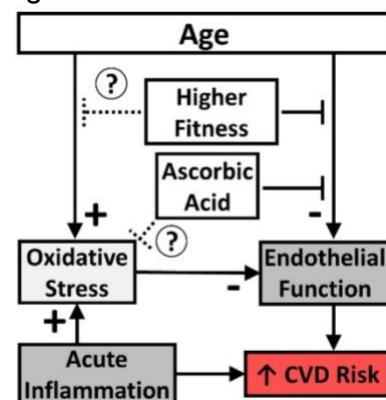 Age
?
Higher
Fitness
Ascorbic
Acid
+
-
?
Oxidative
Stress
Endothelial
Function
-
+
Acute
Inflammation
↑ CVD Risk